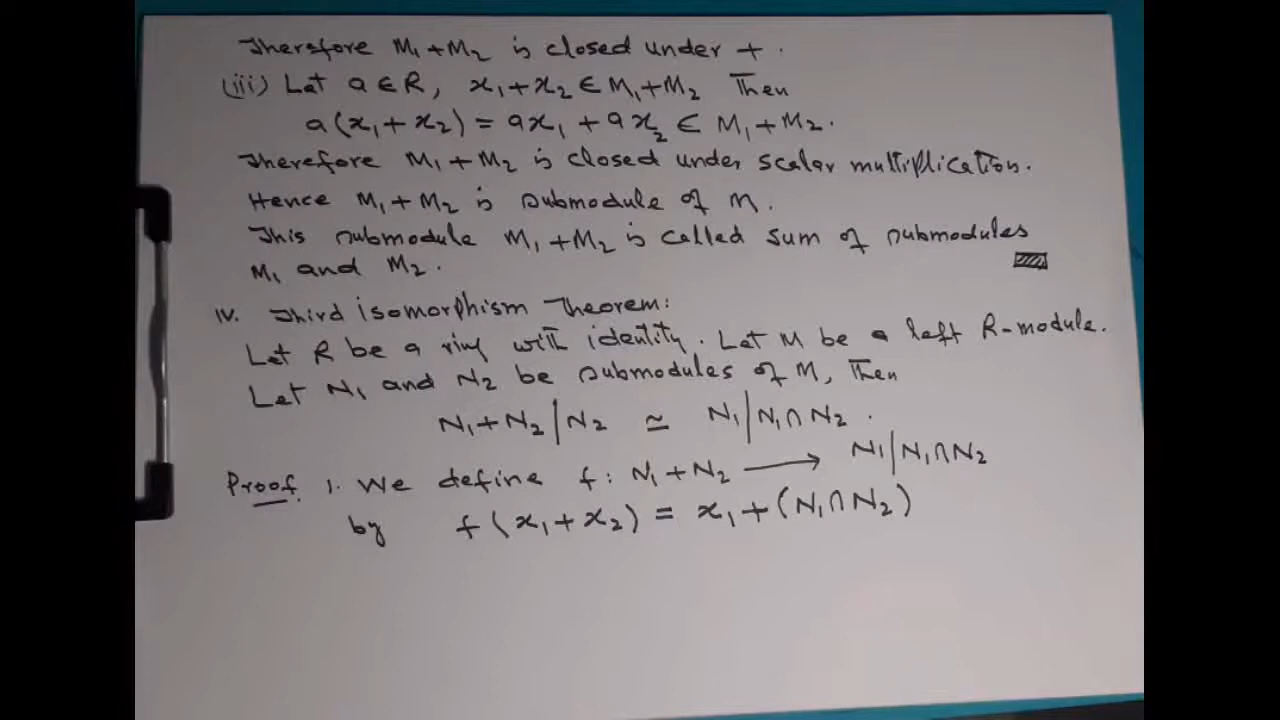 Therefore M₁+M₂ is closed under +.
(iii) Let a ∈ R, x₁+x₂ ∈ M₁+M₂ Then
a(x₁+x₂) = ax₁ + ax₂ ∈ M₁+M₂.
Therefore M₁+M₂ is closed under scalar multiplication.
Hence M₁+M₂ is submodule of M.
This submodule M₁+M₂ is called sum of submodules
M₁ and M₂.
IV. Third isomorphism Theorem:
Let R be a ring with identity. Let M be a left R-module.
Let N₁ and N₂ be submodules of M, Then
N₁+N₂|N₂ ≃ N₁|N₁∩N₂.
Proof 1. We define f: N₁+N₂ ⟶ N₁|N₁∩N₂
by f(x₁+x₂) = x₁+(N₁∩N₂)